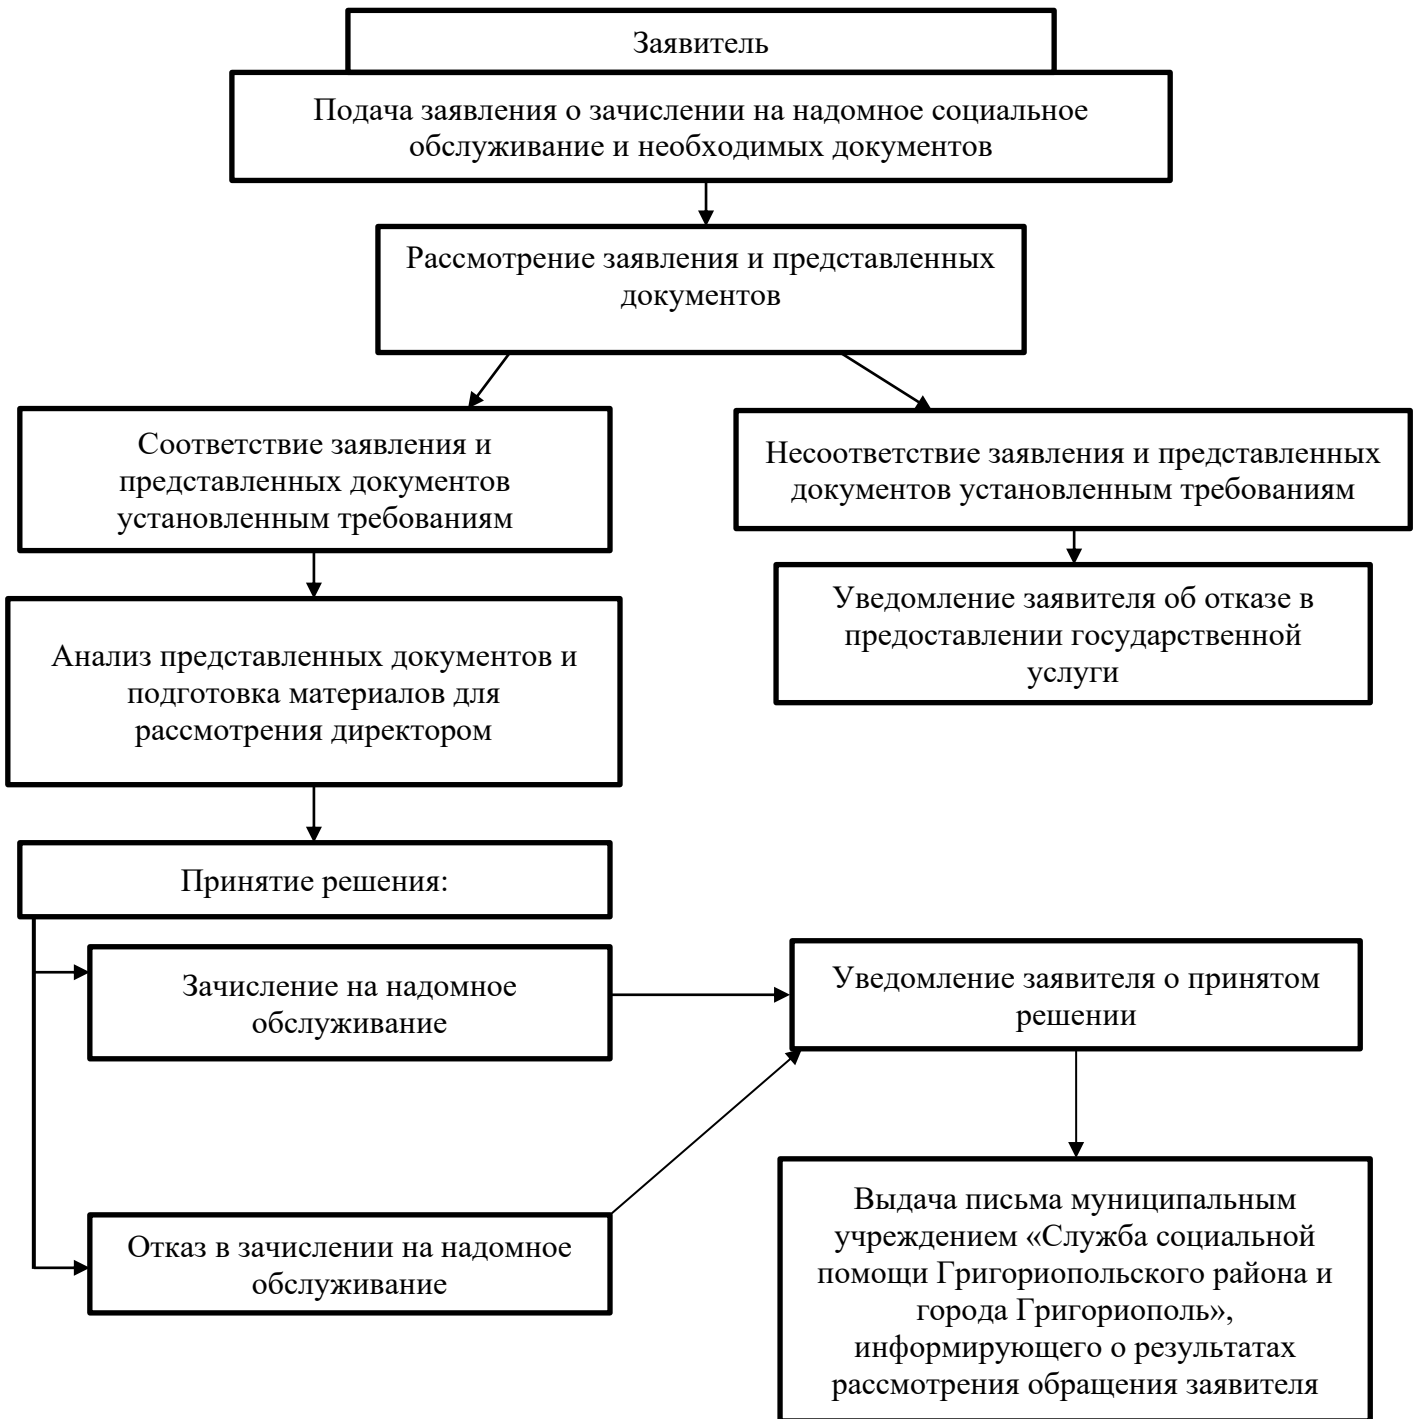 Заявитель
Подача заявления о зачислении на надомное социальное
обслуживание и необходимых документов
Рассмотрение заявления и представленных
документов
Соответствие заявления и
представленных документов
установленным требованиям
Несоответствие заявления и представленных
документов установленным требованиям
Уведомление заявителя об отказе в
предоставлении государственной
услуги
Анализ представленных документов и
подготовка материалов для
рассмотрения директором
Принятие решения:
Зачисление на надомное
обслуживание
Уведомление заявителя о принятом
решении
Отказ в зачислении на надомное
обслуживание
Выдача письма муниципальным
учреждением «Служба социальной
помощи Григориопольского района и
города Григориополь»,
информирующего о результатах
рассмотрения обращения заявителя